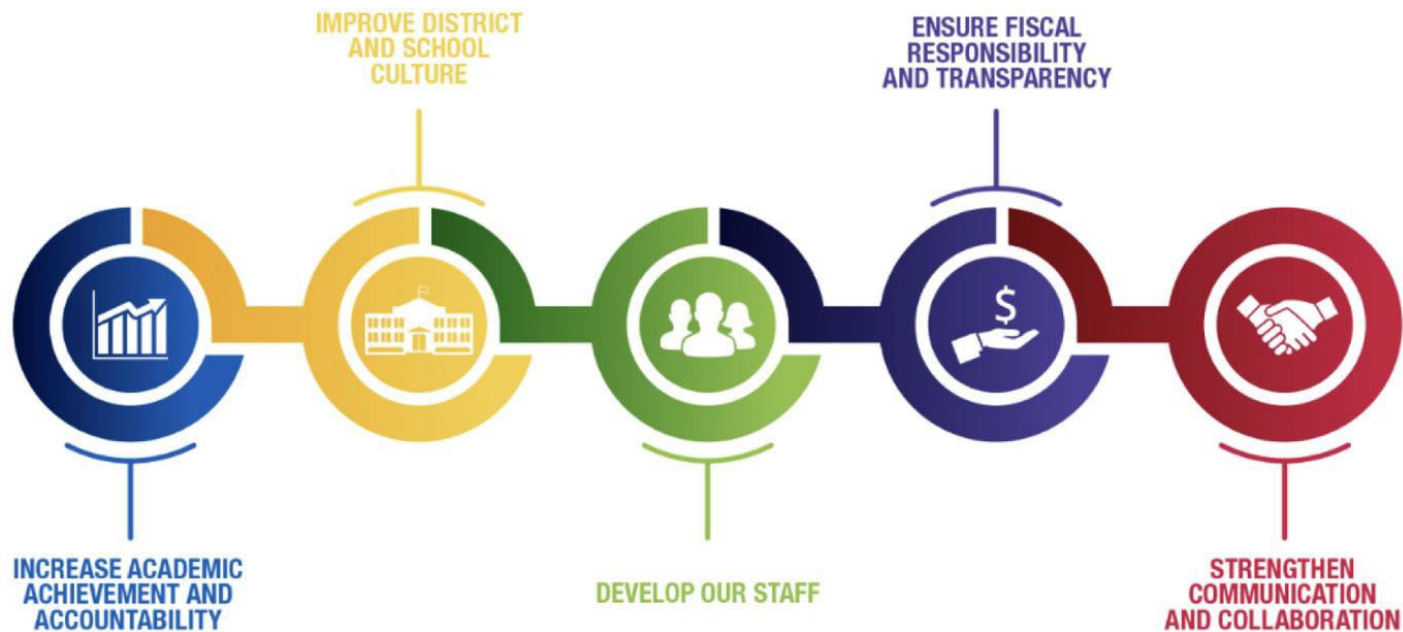 IMPROVE DISTRICT
AND SCHOOL
CULTURE
ENSURE FISCAL
RESPONSIBILITY
AND TRANSPARENCY
$
INCREASE ACADEMIC
ACHIEVEMENT AND
ACCOUNTABILITY
DEVELOP OUR STAFF
STRENGTHEN
COMMUNICATION
AND COLLABORATION